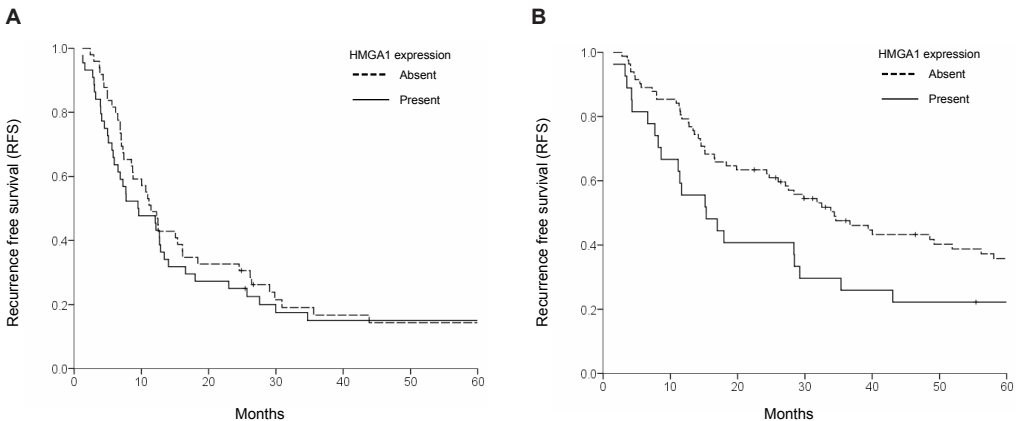 A
HMGA1 expression
Absent
Present
Recurrence free survival (RFS)
1.0
0.8
0.6
0.4
0.2
0.0
0 10 20 30 40 50 60
Months
B
HMGA1 expression
Absent
Present
Recurrence free survival (RFS)
1.0
0.8
0.6
0.4
0.2
0.0
0 10 20 30 40 50 60
Months